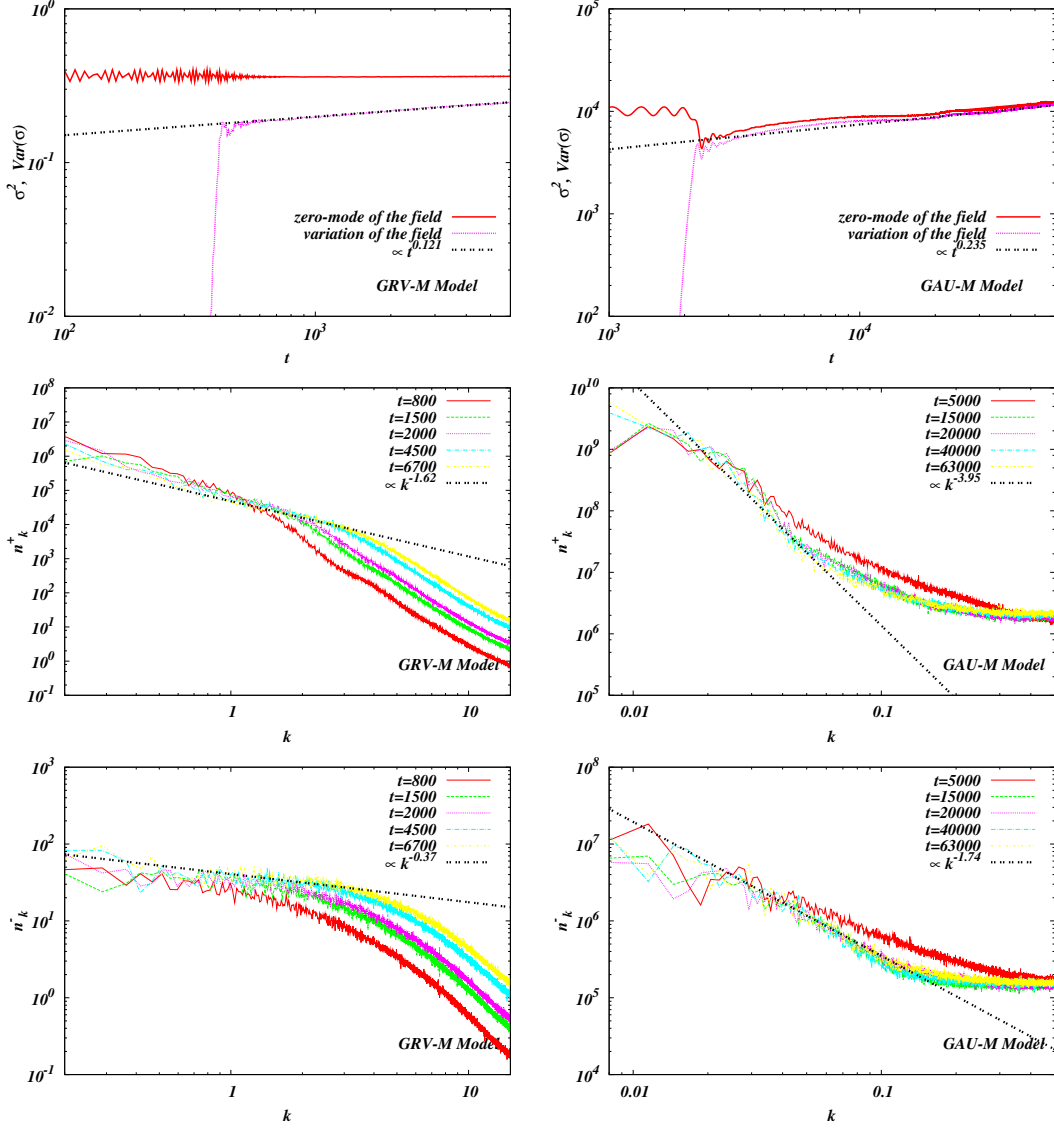 10^0
10^-1
10^-2
10^2
10^3
σ^2, Var(σ)
t
zero-mode of the field
variation of the field
∝ t^0.121
GRV-M Model
10^5
10^4
10^3
10^2
10^3
10^4
σ^2, Var(σ)
t
zero-mode of the field
variation of the field
∝ t^0.235
GAU-M Model
10^8
10^7
10^6
10^5
10^4
10^3
10^2
10^1
10^0
10^-1
1
10
n^+_k
k
t=800
t=1500
t=2000
t=4500
t=6700
∝ k^-1.62
GRV-M Model
10^10
10^9
10^8
10^7
10^6
10^5
0.01
0.1
n^+_k
k
t=5000
t=15000
t=20000
t=40000
t=63000
∝ k^-3.95
GAU-M Model
10^3
10^2
10^1
10^0
10^-1
1
10
n^-_k
k
t=800
t=1500
t=2000
t=4500
t=6700
∝ k^-0.37
GRV-M Model
10^8
10^7
10^6
10^5
10^4
0.01
0.1
n^-_k
k
t=5000
t=15000
t=20000
t=40000
t=63000
∝ k^-1.74
GAU-M Model